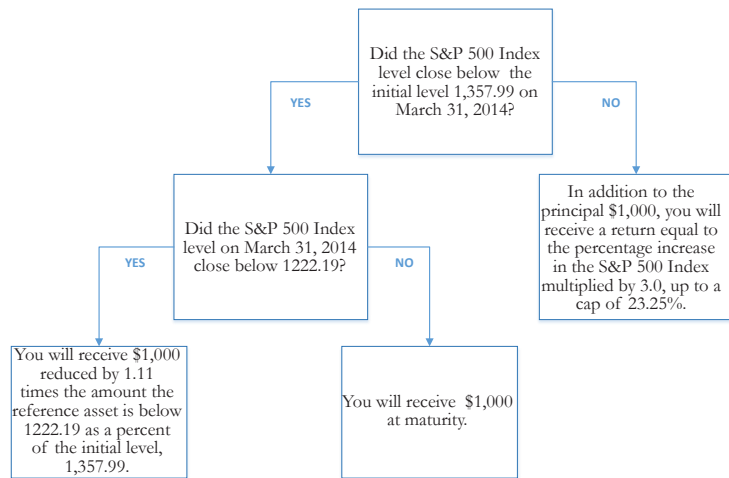 Did the S&P 500 Index
level close below the
initial level 1,357.99 on
March 31, 2014?
YES
NO
Did the S&P 500 Index
level on March 31, 2014
close below 1222.19?
In addition to the
principal $1,000, you will
receive a return equal to
the percentage increase
in the S&P 500 Index
multiplied by 3.0, up to a
cap of 23.25%.
YES
NO
You will receive $1,000
reduced by 1.11
times the amount the
reference asset is below
1222.19 as a percent
of the initial level,
1,357.99.
You will receive $1,000
at maturity.